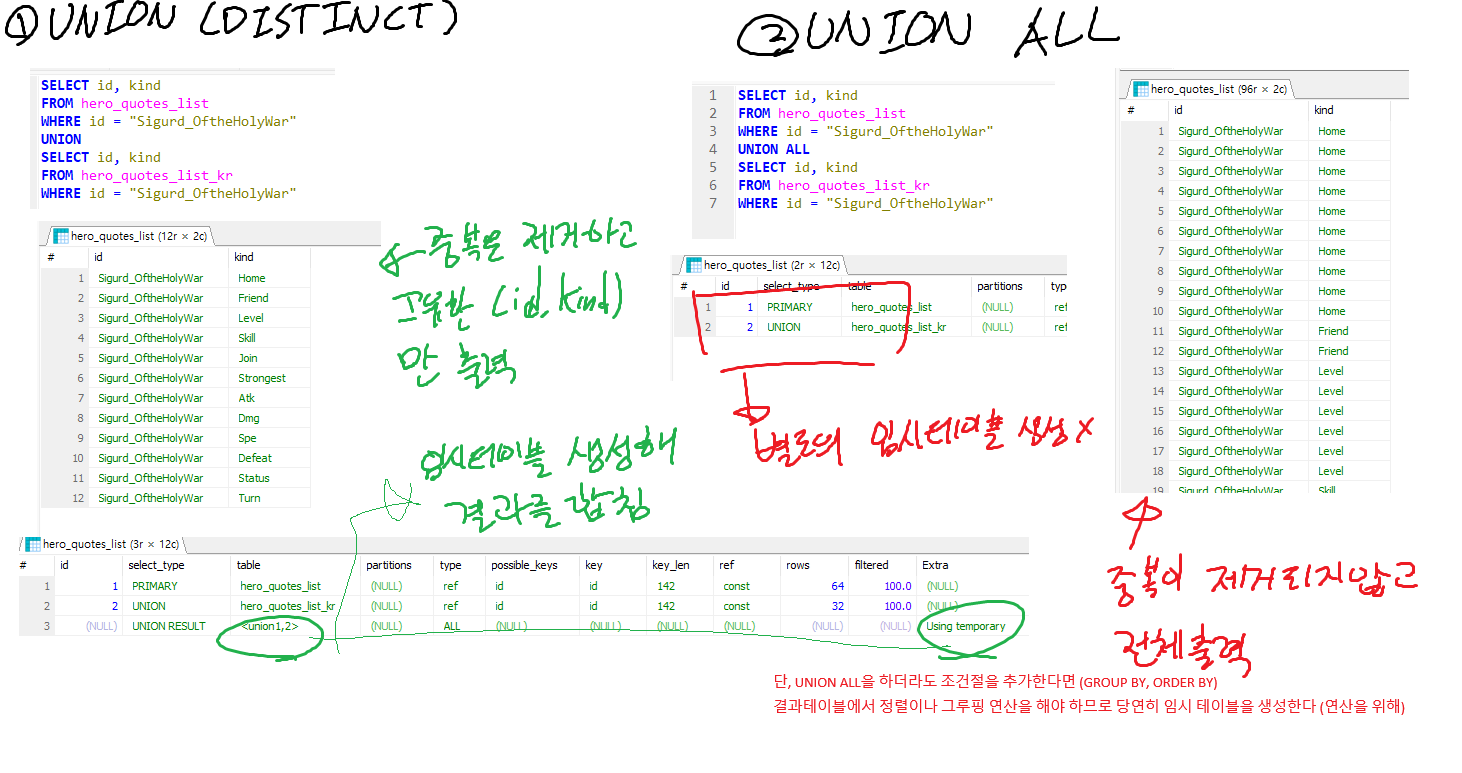 ① UNION (DISTINCT)
SELECT id, kind
FROM hero_quotes_list
WHERE id = "Sigurd_OftheHolyWar"
UNION
SELECT id, kind
FROM hero_quotes_list_kr
WHERE id = "Sigurd_OftheHolyWar"
hero_quotes_list (12r × 2c)
# id kind
1 Sigurd_OftheHolyWar Home
2 Sigurd_OftheHolyWar Friend
3 Sigurd_OftheHolyWar Level
4 Sigurd_OftheHolyWar Skill
5 Sigurd_OftheHolyWar Join
6 Sigurd_OftheHolyWar Strongest
7 Sigurd_OftheHolyWar Atk
8 Sigurd_OftheHolyWar Dmg
9 Sigurd_OftheHolyWar Spe
10 Sigurd_OftheHolyWar Defeat
11 Sigurd_OftheHolyWar Status
12 Sigurd_OftheHolyWar Turn
중복은 제거하고
고유한 (id, kind)
만 출력
임시테이블 생성해
결과를 합침
hero_quotes_list (3r × 12c)
# id select_type table partitions type possible_keys key key_len ref rows filtered Extra
1 1 PRIMARY hero_quotes_list (NULL) ref id id 142 const 64 100.0 (NULL)
2 2 UNION hero_quotes_list_kr (NULL) ref id id 142 const 32 100.0 (NULL)
3 (NULL) UNION RESULT <union1,2> (NULL) ALL (NULL) (NULL) (NULL) (NULL) (NULL) (NULL) Using temporary
② UNION ALL
1 SELECT id, kind
2 FROM hero_quotes_list
3 WHERE id = "Sigurd_OftheHolyWar"
4 UNION ALL
5 SELECT id, kind
6 FROM hero_quotes_list_kr
7 WHERE id = "Sigurd_OftheHolyWar"
hero_quotes_list (2r × 12c)
# id select_type table partitions typ
1 1 PRIMARY hero_quotes_list (NULL) ref
2 2 UNION hero_quotes_list_kr (NULL) ref
별도의 임시테이블 생성 X
hero_quotes_list (96r × 2c)
# id kind
1 Sigurd_OftheHolyWar Home
2 Sigurd_OftheHolyWar Home
3 Sigurd_OftheHolyWar Home
4 Sigurd_OftheHolyWar Home
5 Sigurd_OftheHolyWar Home
6 Sigurd_OftheHolyWar Home
7 Sigurd_OftheHolyWar Home
8 Sigurd_OftheHolyWar Home
9 Sigurd_OftheHolyWar Home
10 Sigurd_OftheHolyWar Home
11 Sigurd_OftheHolyWar Friend
12 Sigurd_OftheHolyWar Friend
13 Sigurd_OftheHolyWar Level
14 Sigurd_OftheHolyWar Level
15 Sigurd_OftheHolyWar Level
16 Sigurd_OftheHolyWar Level
17 Sigurd_OftheHolyWar Level
18 Sigurd_OftheHolyWar Level
19 Sigurd_OftheHolyWar Skill
중복이 제거되지않고
전체출력
단, UNION ALL을 하더라도 조건절을 추가한다면 (GROUP BY, ORDER BY)
결과테이블에서 정렬이나 그루핑 연산을 해야 하므로 당연히 임시 테이블을 생성한다 (연산을 위해)